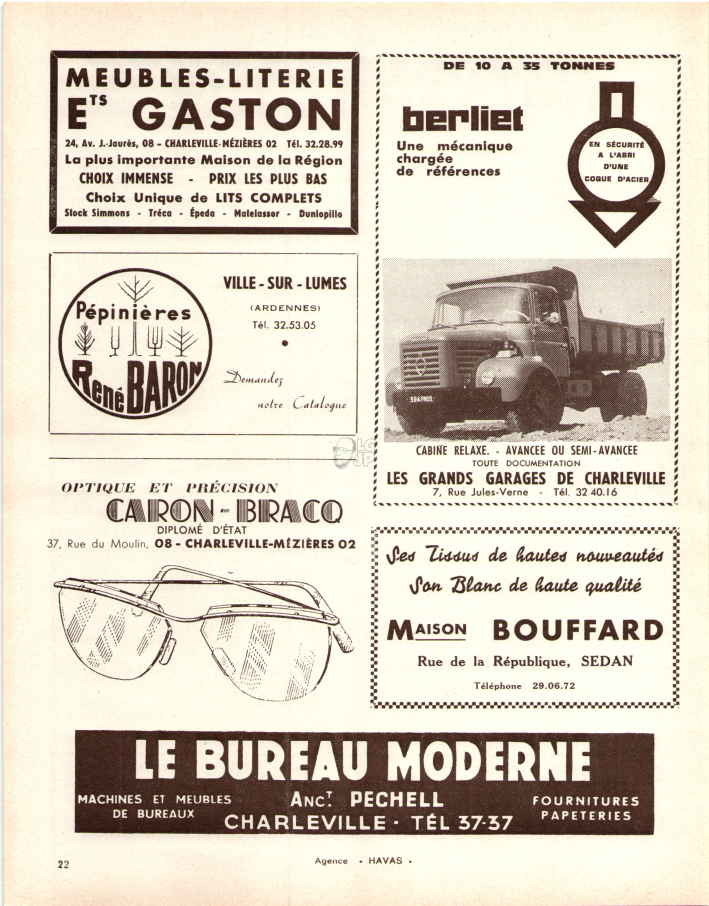 MEUBLES-LITERIE
ETS GASTON
24, Av. J.-Jaurès, 08 - CHARLEVILLE-MÉZIÈRES 02 Tél. 32.28.99
La plus importante Maison de la Région
CHOIX IMMENSE - PRIX LES PLUS BAS
Choix Unique de LITS COMPLETS
Stock Simmons - Tréca - Épeda - Matelassor - Dunlopillo
Pépinières
René BARON
VILLE - SUR - LUMES
(ARDENNES)
Tél. 32.53.05
•
Demandez
notre Catalogue
OPTIQUE ET PRÉCISION
CARON - BRACQ
DIPLOMÉ D'ÉTAT
37, Rue du Moulin, 08 - CHARLEVILLE-MÉZIÈRES 02
DE 10 A 35 TONNES
berliet
Une mécanique
chargée
de références
EN SÉCURITÉ
A L'ABRI
D'UNE
COQUE D'ACIER
CABINE RELAXE. - AVANCEE OU SEMI-AVANCEE
TOUTE DOCUMENTATION
LES GRANDS GARAGES DE CHARLEVILLE
7, Rue Jules-Verne - Tél. 32 40.16
Ses Tissus de hautes nouveautés
Son Blanc de haute qualité
MAISON BOUFFARD
Rue de la République, SEDAN
Téléphone 29.06.72
LE BUREAU MODERNE
MACHINES ET MEUBLES
DE BUREAUX
ANCT. PECHELL
CHARLEVILLE - TÉL 37-37
FOURNITURES
PAPETERIES
22
Agence « HAVAS »